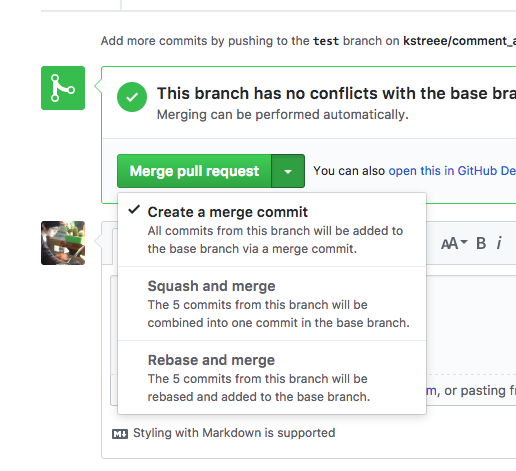 Add more commits by pushing to the test branch on kstreee/comment_a
This branch has no conflicts with the base bra
Merging can be performed automatically.
Merge pull request
You can also open this in GitHub De
Create a merge commit
All commits from this branch will be added to
the base branch via a merge commit.
AA B i
Squash and merge
The 5 commits from this branch will be
combined into one commit in the base branch.
Rebase and merge
The 5 commits from this branch will be
rebased and added to the base branch.
m, or pasting fr
M Styling with Markdown is supported